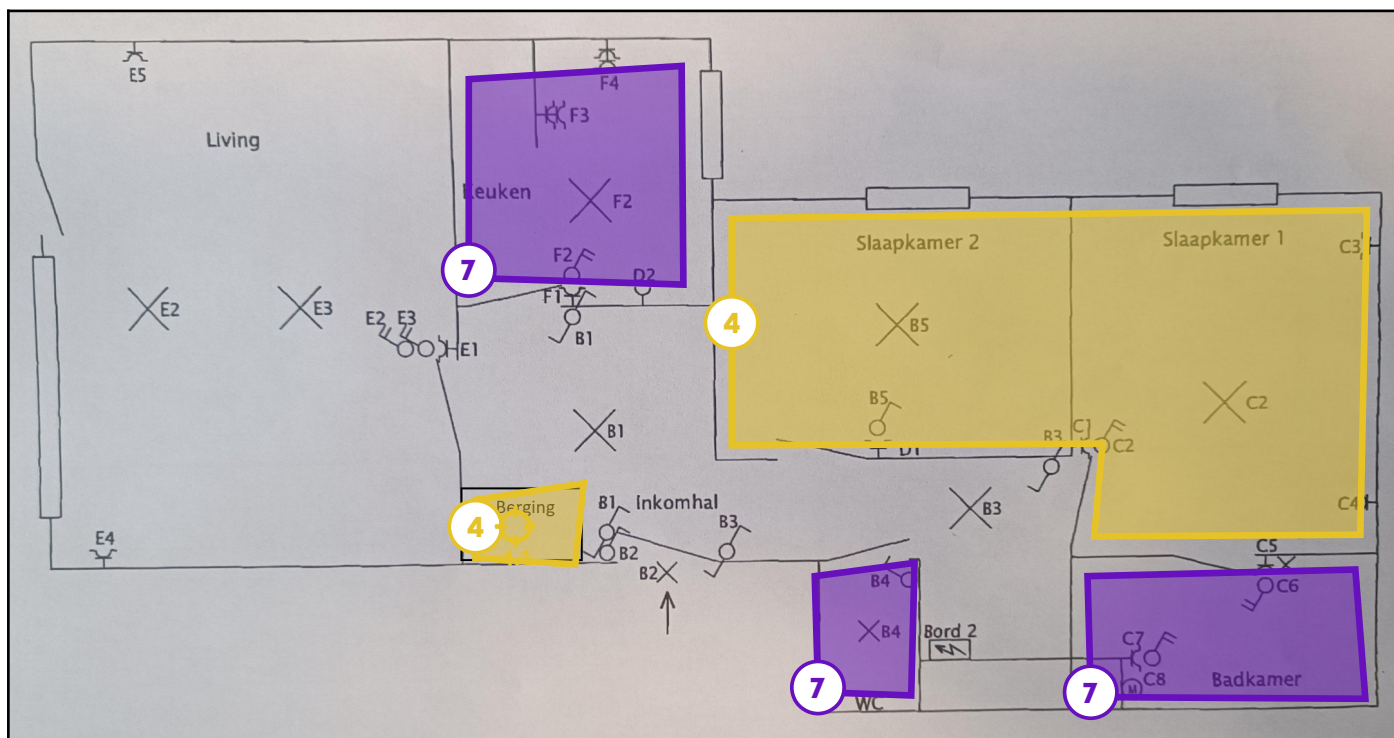 E5
F4
F3
Living
Keuken
F2
Slaapkamer 2
Slaapkamer 1
C3
F2
D2
7
F1
E2
E3
E2
E3
E1
B1
4
B5
B5
C2
B1
B3
C1
C2
D1
Berging
B1
Inkomhal
B3
B3
C4
4
E4
B2
B2
C5
B4
C6
B4
Bord 2
C7
7
7
M
C8
Badkamer
WC